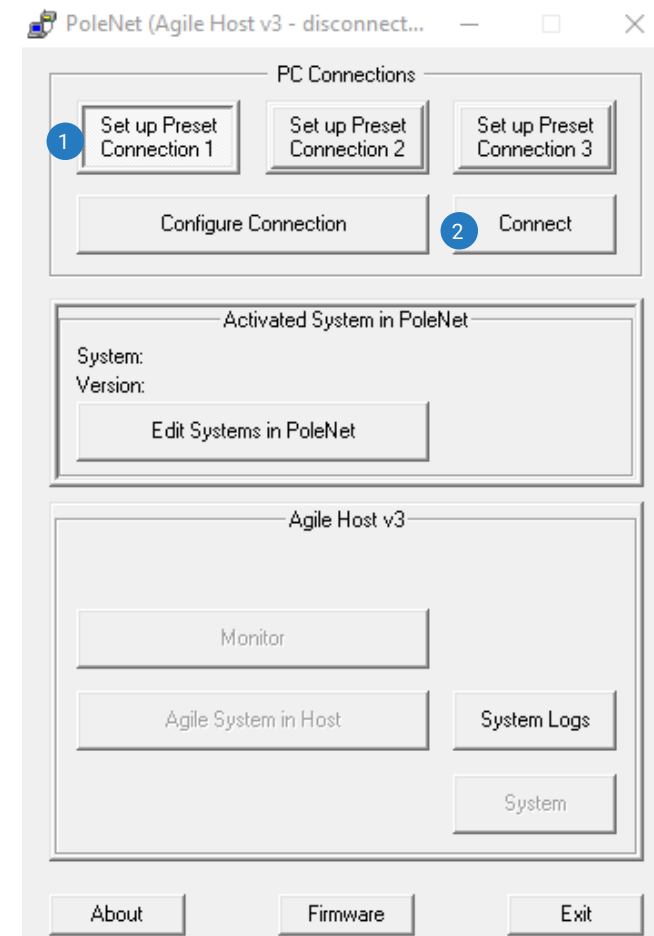 PoleNet (Agile Host v3 - disconnect...
PC Connections
1
Set up Preset
Connection 1
Set up Preset
Connection 2
Set up Preset
Connection 3
Configure Connection
2
Connect
Activated System in PoleNet
System:
Version:
Edit Systems in PoleNet
Agile Host v3
Monitor
Agile System in Host
System Logs
System
About
Firmware
Exit